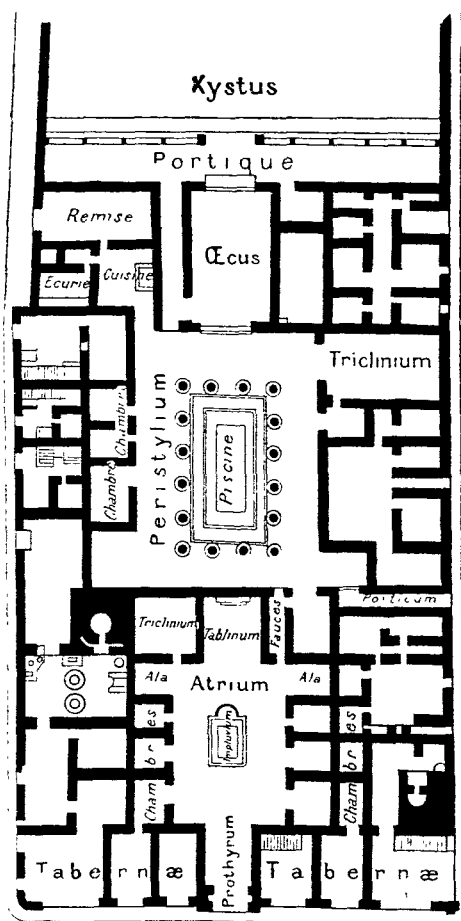 Xystus
Portique
Remise
Œcus
Ecurie
Cuisine
Triclinium
Peristylium
Chambre
Chambre
Piscine
Triclinium
Tablinum
Fauces
Porticum
Ala
Atrium
Ala
Impluvium
Chambres
Chambres
Prothyrum
Tabernæ
Tabernæ